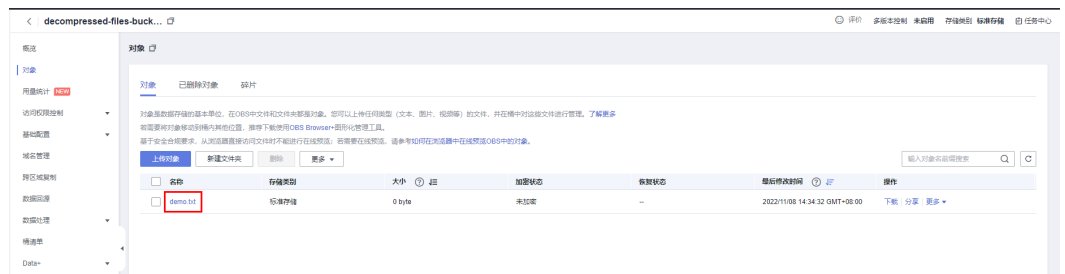 < decompressed-files-buck... 评价 多版本控制 未启用 存储类别 标准存储 任务中心
概览
对象
用量统计 NEW
访问权限控制
基础配置
域名管理
跨区域复制
数据回源
数据处理
桶清单
Data+
对象
对象 已删除对象 碎片
对象是数据存储的基本单位，在OBS中文件和文件夹都是对象。您可以上传任何类型（文本、图片、视频等）的文件，并在桶中对这些文件进行管理。了解更多
若需要将对象移动到桶内其他位置，推荐下载使用OBS Browser+图形化管理工具。
基于安全合规要求，从浏览器直接访问文件时不能进行在线预览；若需要在线预览，请参考如何在浏览器中在线预览OBS中的对象。
上传对象 新建文件夹 删除 更多 输入对象名前缀搜索
名称 存储类别 大小 加密状态 恢复状态 最后修改时间 操作
demo.txt 标准存储 0 byte 未加密 -- 2022/11/08 14:34:32 GMT+08:00 下载 分享 更多